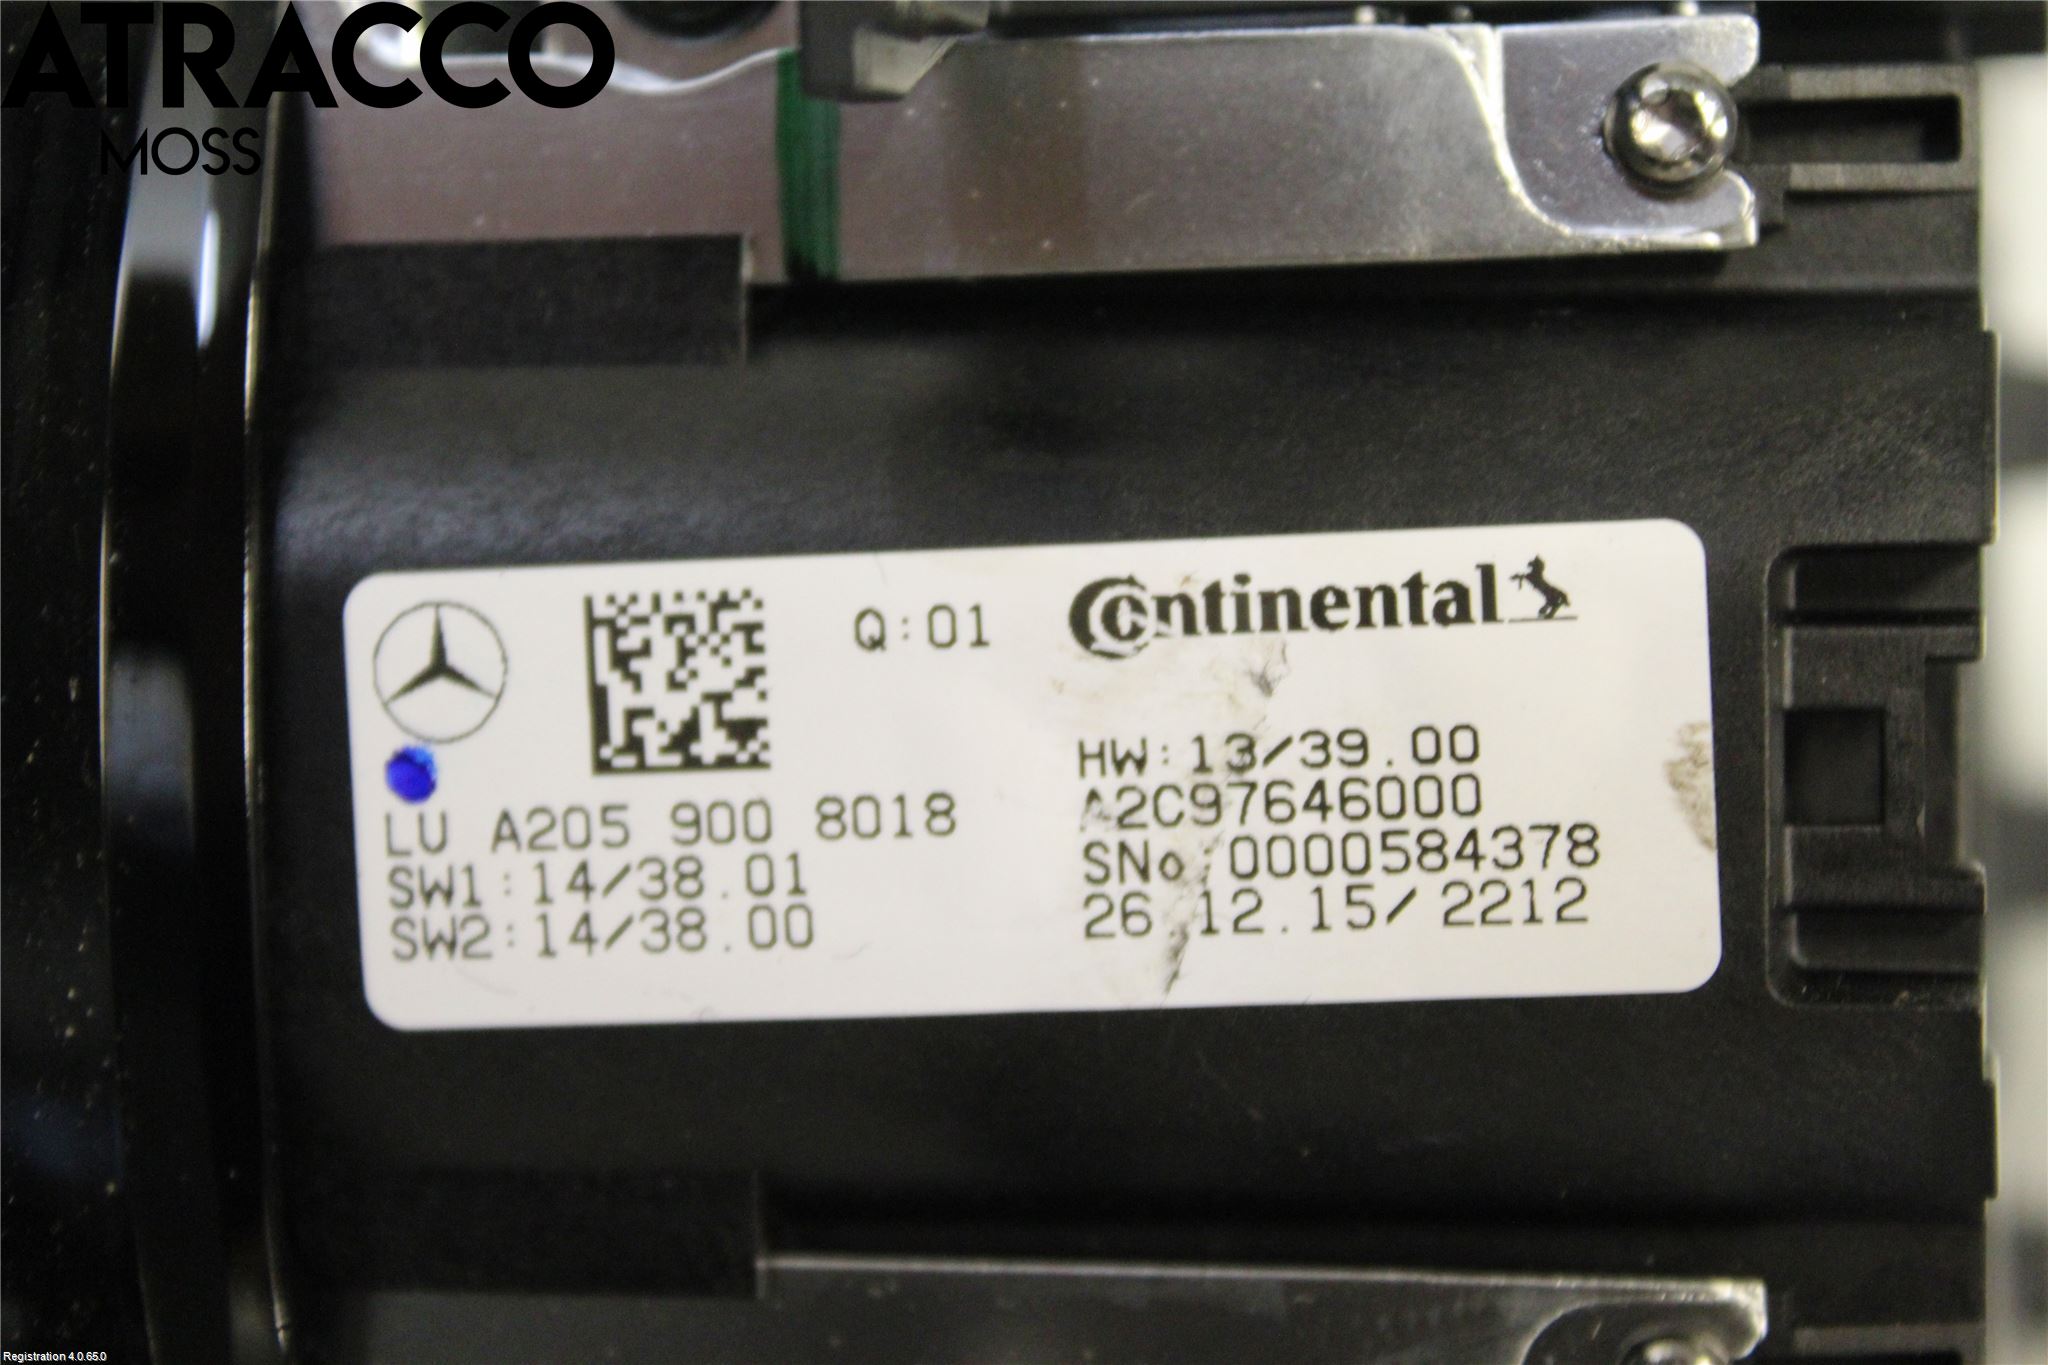 ATRACCO
MOSS
Q:01
Continental
LU A205 900 8018
SW1:14/38.01
SW2:14/38.00
HW:13/39.00
A2C97646000
SNo:0000584378
26.12.15/2212
Registration 4.0.65.0